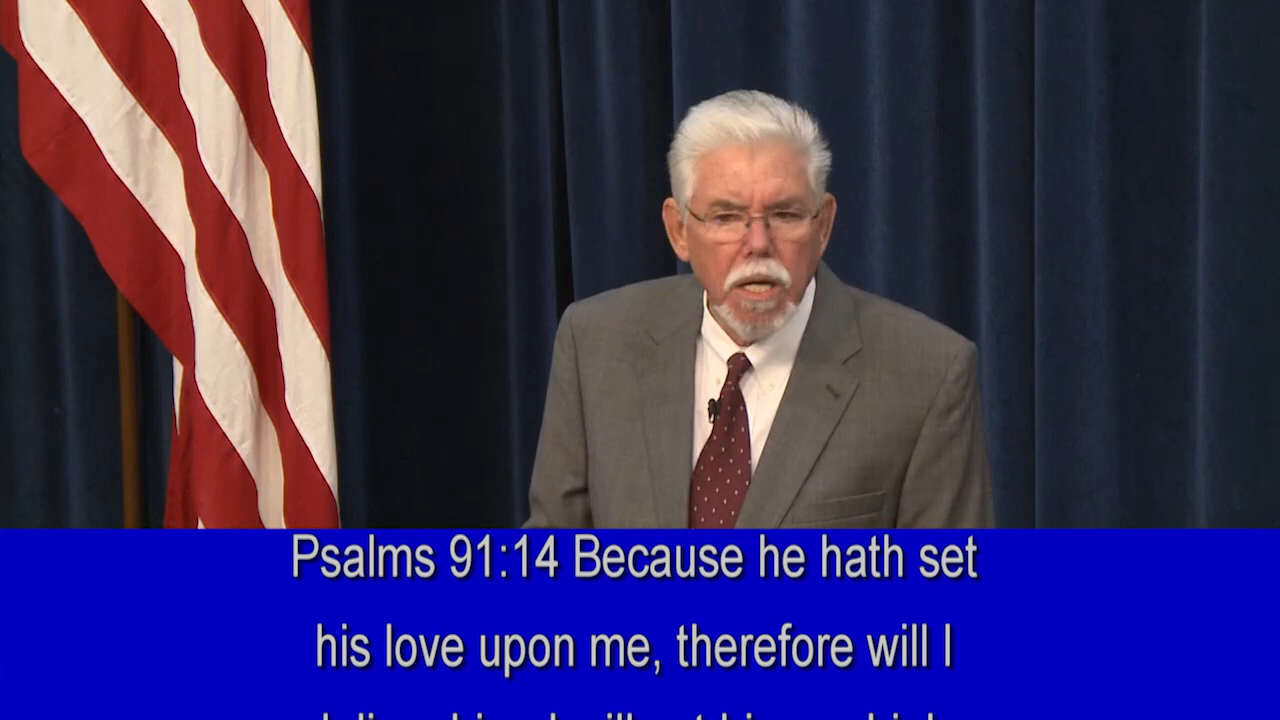 Psalms 91:14 Because he hath set
his love upon me, therefore will I